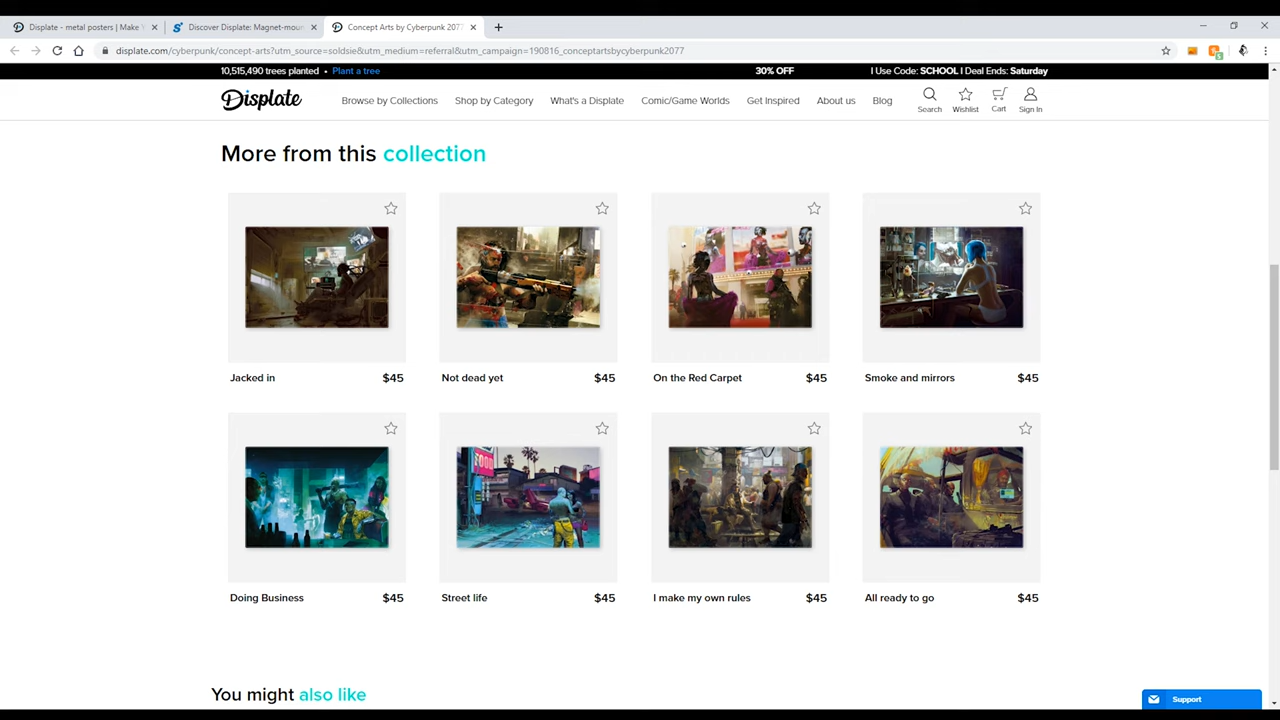 Displate - metal posters | Make Y
Discover Displate: Magnet-moun
Concept Arts by Cyberpunk 2077
displate.com/cyberpunk/concept-arts?utm_source=soldsie&utm_medium=referral&utm_campaign=190816_conceptartsbycyberpunk2077
10,515,490 trees planted • Plant a tree
30% OFF
| Use Code: SCHOOL | Deal Ends: Saturday
Displate
Browse by Collections
Shop by Category
What's a Displate
Comic/Game Worlds
Get Inspired
About us
Blog
Search
Wishlist
Cart
Sign In
More from this collection
Jacked in $45
Not dead yet $45
On the Red Carpet $45
Smoke and mirrors $45
FOOD
Doing Business $45
Street life $45
I make my own rules $45
All ready to go $45
You might also like
Support